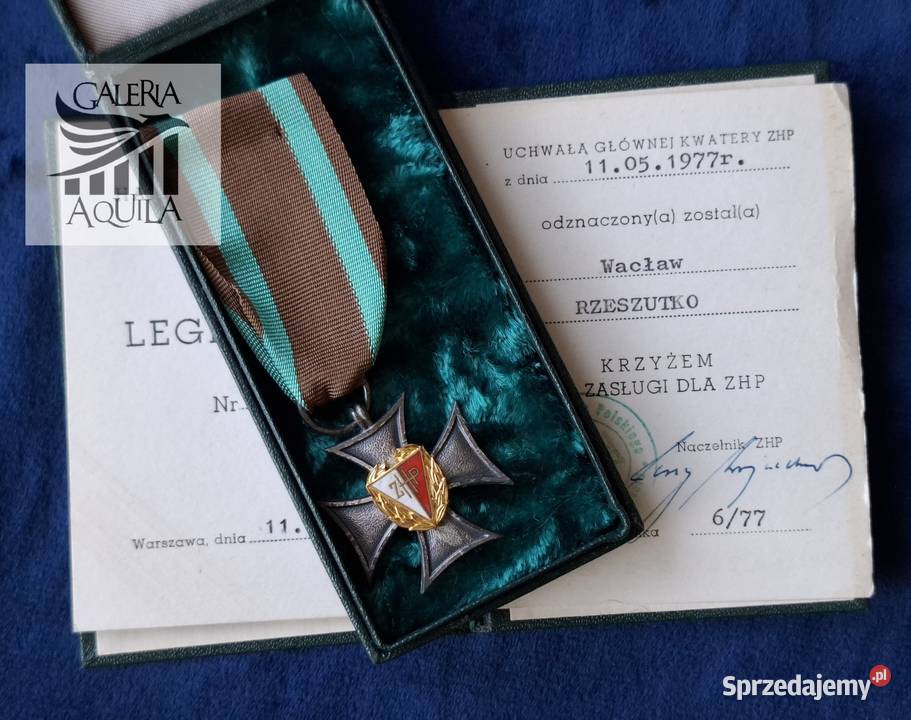 GALERIA
AQUILA
LEG
Nr
Warszawa, dnia 11.
UCHWAŁĄ GŁÓWNEJ KWATERY ZHP
z dnia 11.05.1977r.
odznaczony(a) został(a)
Wacław
RZESZUTKO
KRZYŻEM
ZASŁUGI DLA ZHP
Polskiego
Naczelnik ZHP
6/77
ZHP
Sprzedajemy.pl